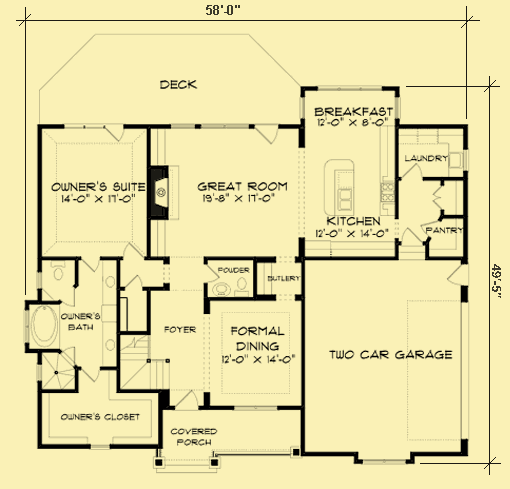 58'-0"
DECK
BREAKFAST
12'-0" X 8'-0"
LAUNDRY
OWNER'S SUITE
14'-0" X 17'-0"
GREAT ROOM
19'-8" X 17'-0"
KITCHEN
12'-0" X 14'-0"
PANTRY
POWDER
BUTLERY
49'-5"
OWNER'S
BATH
FOYER
FORMAL
DINING
12'-0" X 14'-0"
TWO CAR GARAGE
OWNER'S CLOSET
COVERED
PORCH